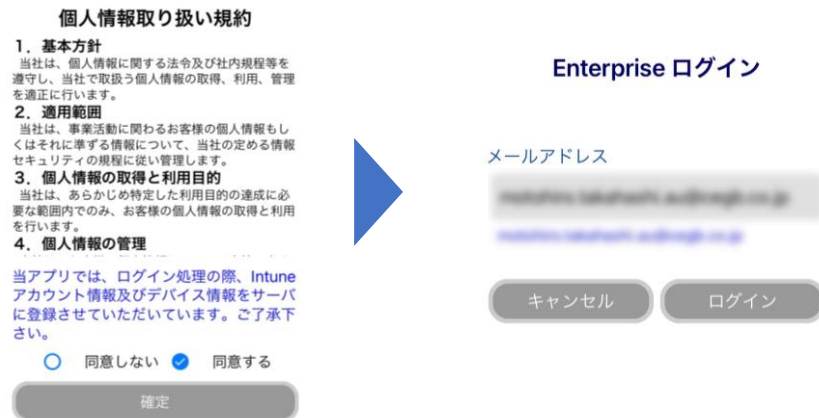 個人情報取り扱い規約
1．基本方針
当社は、個人情報に関する法令及び社内規程等を
遵守し、当社で取扱う個人情報の取得、利用、管理
を適正に行います。
2．適用範囲
当社は、事業活動に関わるお客様の個人情報もし
くはそれに準ずる情報について、当社の定める情報
セキュリティの規程に従い管理します。
3．個人情報の取得と利用目的
当社は、あらかじめ特定した利用目的の達成に必
要な範囲内でのみ、お客様の個人情報の取得と利用
を行います。
4．個人情報の管理
当アプリでは、ログイン処理の際、Intune
アカウント情報及びデバイス情報をサーバ
に登録させていただいています。ご了承下
さい。
同意しない 同意する
確定
Enterprise ログイン
メールアドレス
キャンセル ログイン